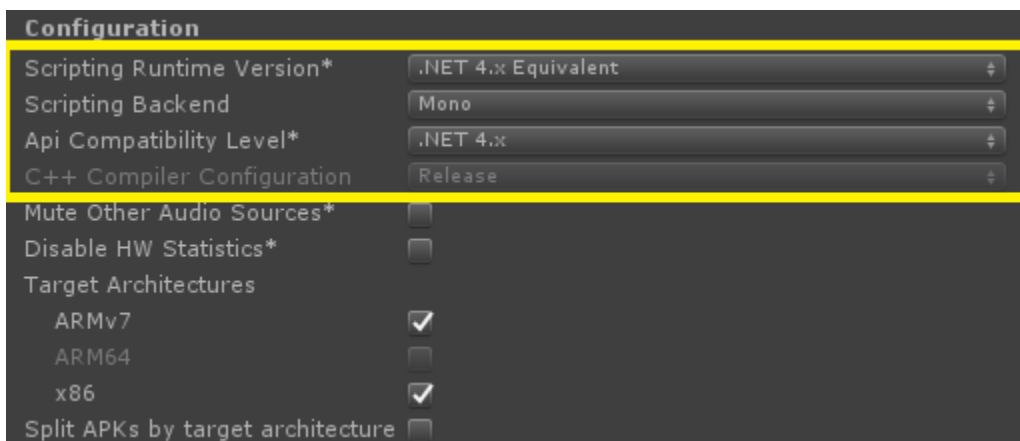 Configuration
Scripting Runtime Version* .NET 4.x Equivalent
Scripting Backend Mono
Api Compatibility Level* .NET 4.x
C++ Compiler Configuration Release
Mute Other Audio Sources*
Disable HW Statistics*
Target Architectures
ARMv7
ARM64
x86
Split APKs by target architecture